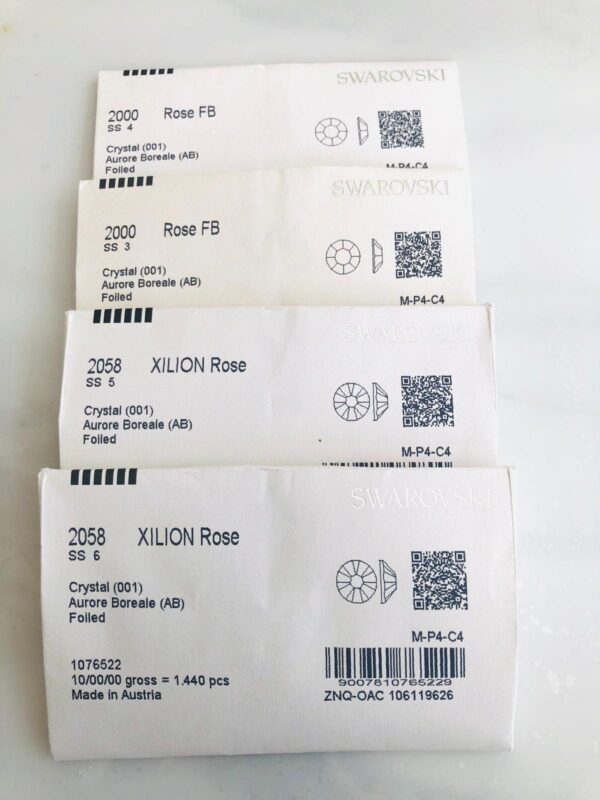 SWAROVSKI
2000 Rose FB
SS 4
Crystal (001)
Aurore Boreale (AB)
Foiled
M-P4-C4
SWAROVSKI
2000 Rose FB
SS 3
Crystal (001)
Aurore Boreale (AB)
Foiled
M-P4-C4
SWAROVSKI
2058 XILION Rose
SS 5
Crystal (001)
Aurore Boreale (AB)
Foiled
M-P4-C4
SWAROVSKI
2058 XILION Rose
SS 6
Crystal (001)
Aurore Boreale (AB)
Foiled
M-P4-C4
1076522
10/00/00 gross = 1.440 pcs
Made in Austria
9007810765229
ZNQ-OAC 106119626